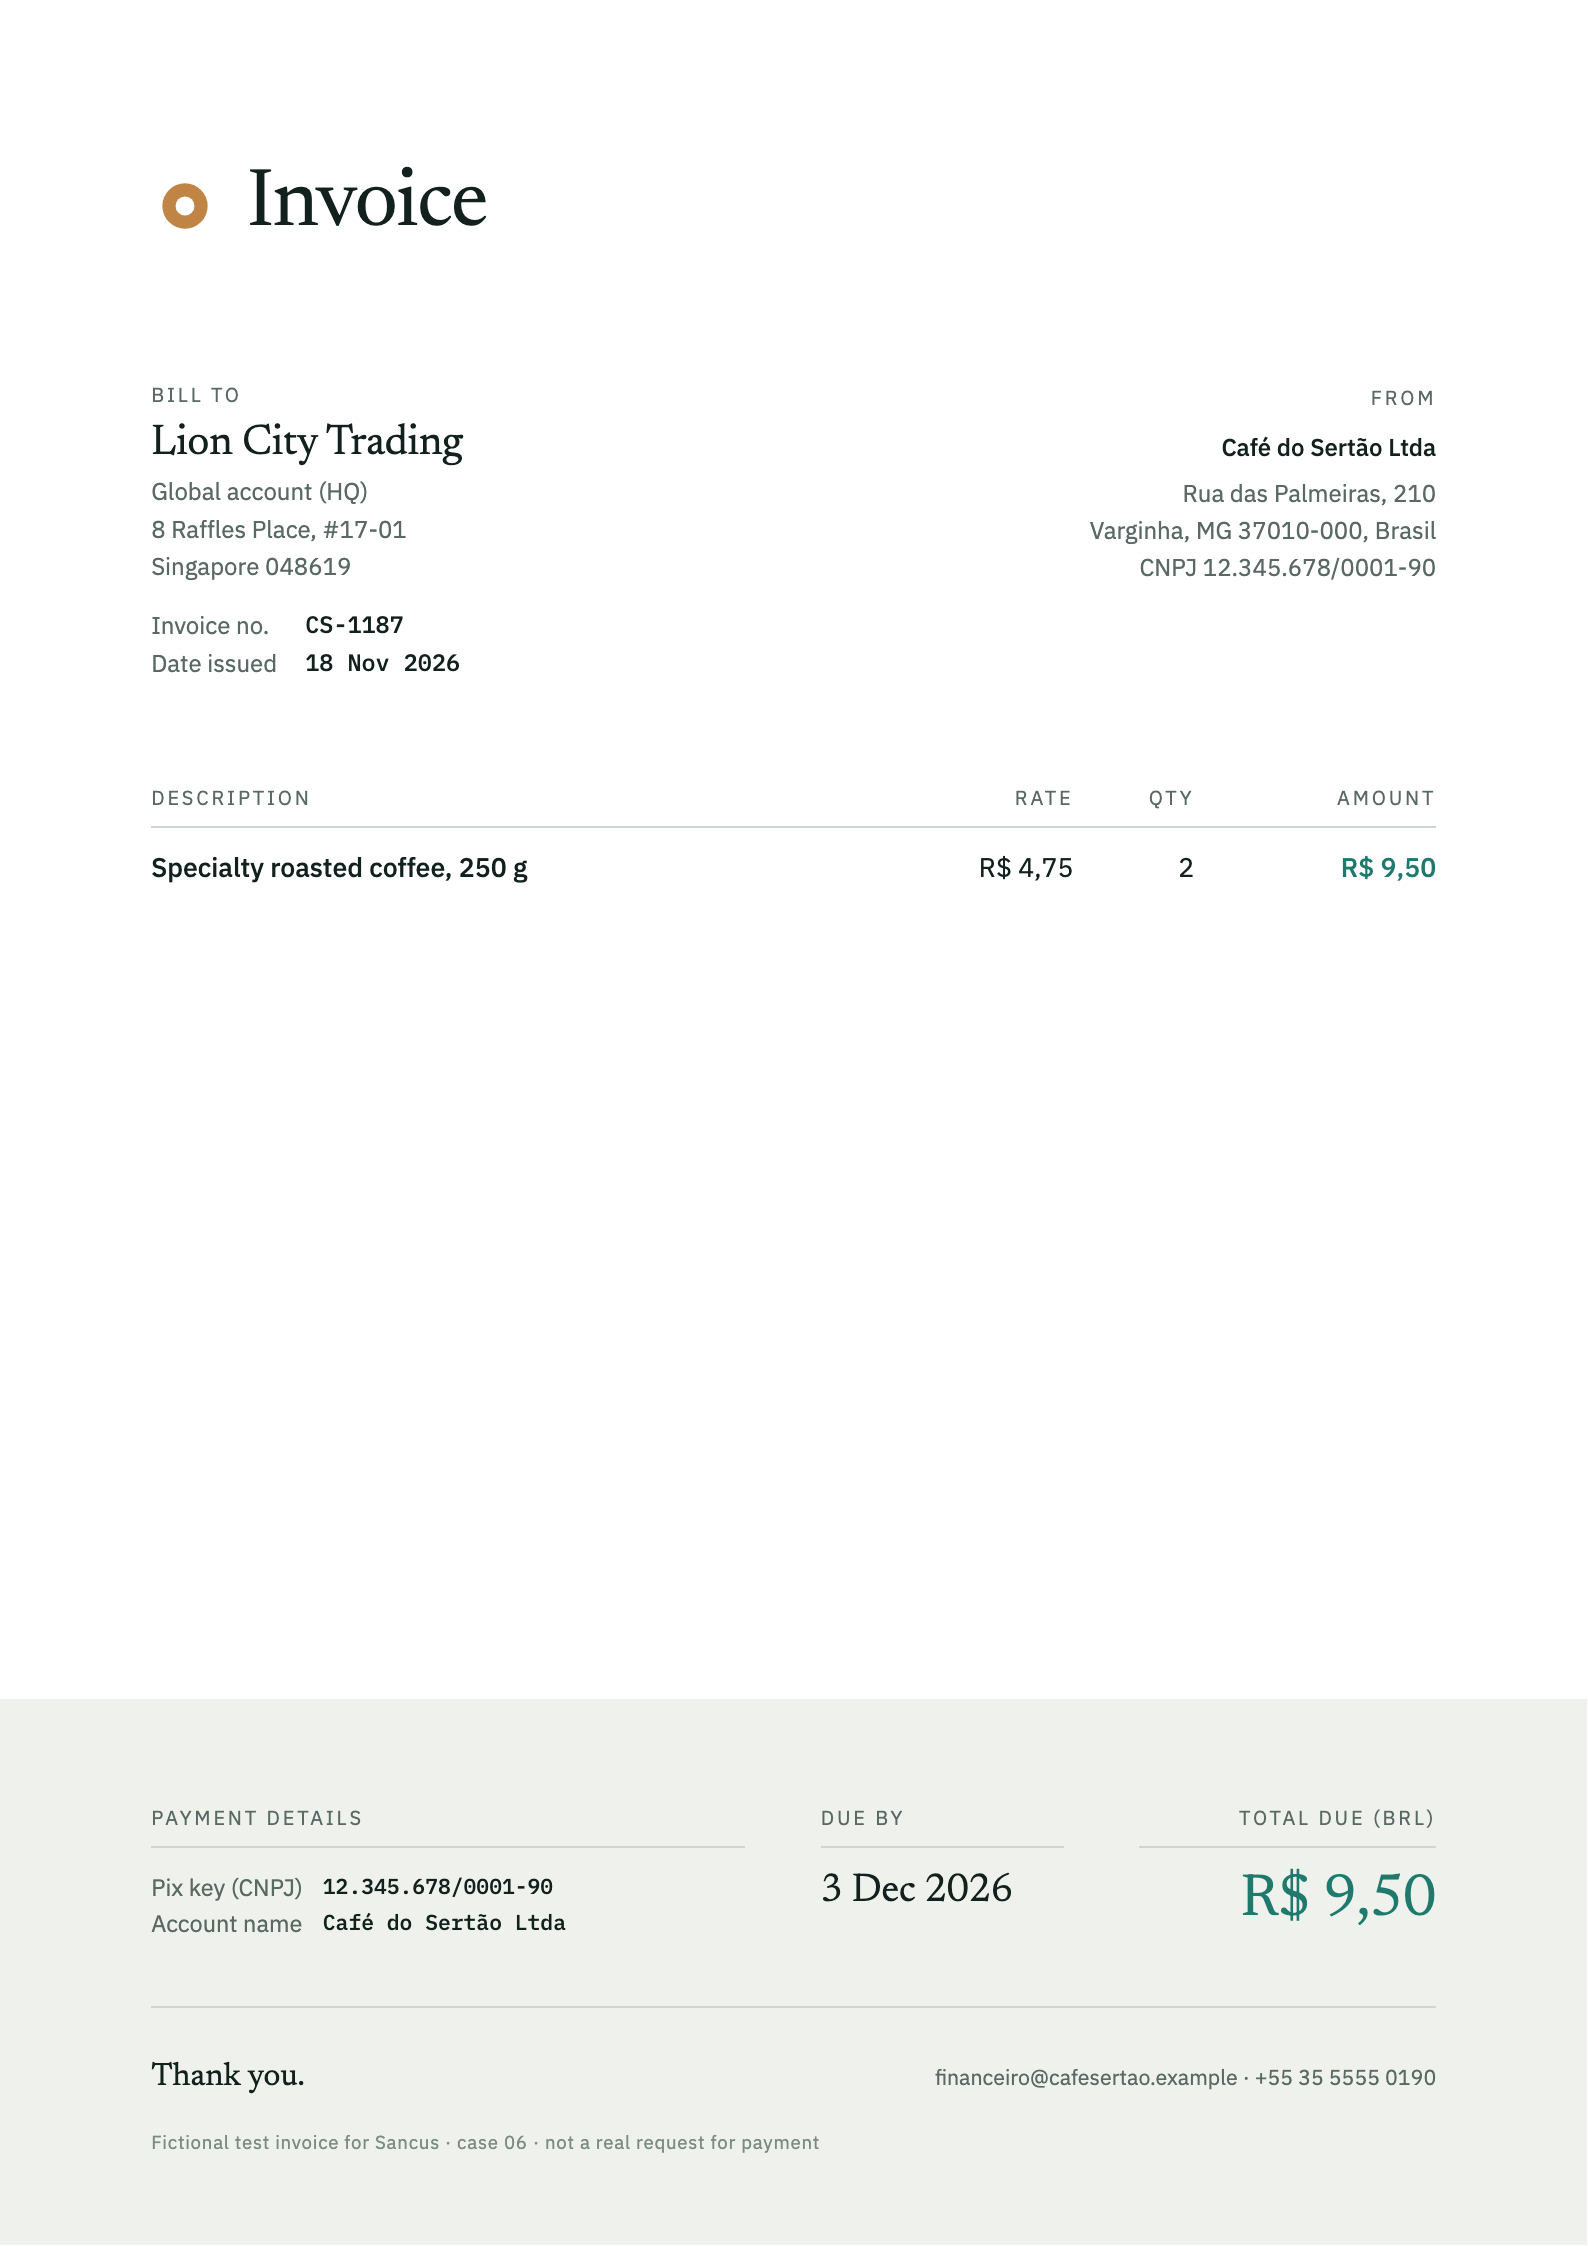 Invoice
BILL TO
Lion City Trading
Global account (HQ)
8 Raffles Place, #17-01
Singapore 048619
Invoice no. CS-1187
Date issued 18 Nov 2026
FROM
Café do Sertão Ltda
Rua das Palmeiras, 210
Varginha, MG 37010-000, Brasil
CNPJ 12.345.678/0001-90
DESCRIPTION RATE QTY AMOUNT
Specialty roasted coffee, 250 g R$ 4,75 2 R$ 9,50
PAYMENT DETAILS
Pix key (CNPJ) 12.345.678/0001-90
Account name Café do Sertão Ltda
DUE BY
3 Dec 2026
TOTAL DUE (BRL)
R$ 9,50
Thank you.
financeiro@cafesertao.example · +55 35 5555 0190
Fictional test invoice for Sancus · case 06 · not a real request for payment